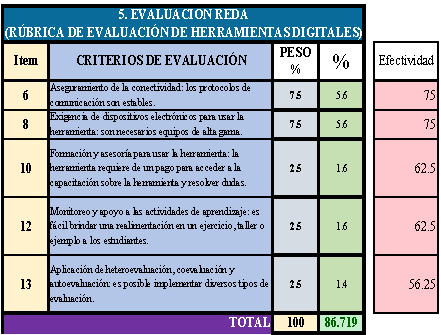 5. EVALUACION REDA
(RÚBRICA DE EVALUACIÓN DE HERRAMIENTAS DIGITALES)
Item CRITERIOS DE EVALUACIÓN PESO % % Efectividad
6 Aseguramiento de la conectividad: los protocolos de comunicación son estables. 7.5 5.6 75
8 Exigencia de dispositivos electrónicos para usar la herramienta: son necesarios equipos de alta gama. 7.5 5.6 75
10 Formación y asesoría para usar la herramienta: la herramienta requiere de un pago para acceder a la capacitación sobre la herramienta y resolver dudas. 2.5 1.6 62.5
12 Monitoreo y apoyo a las actividades de aprendizaje: es fácil brindar una realimentación en un ejercicio, taller o ejemplo a los estudiantes. 2.5 1.6 62.5
13 Aplicación de heteroevaluación, coevaluación y autoevaluación: es posible implementar diversos tipos de evaluación. 2.5 1.4 56.25
TOTAL 100 86.719